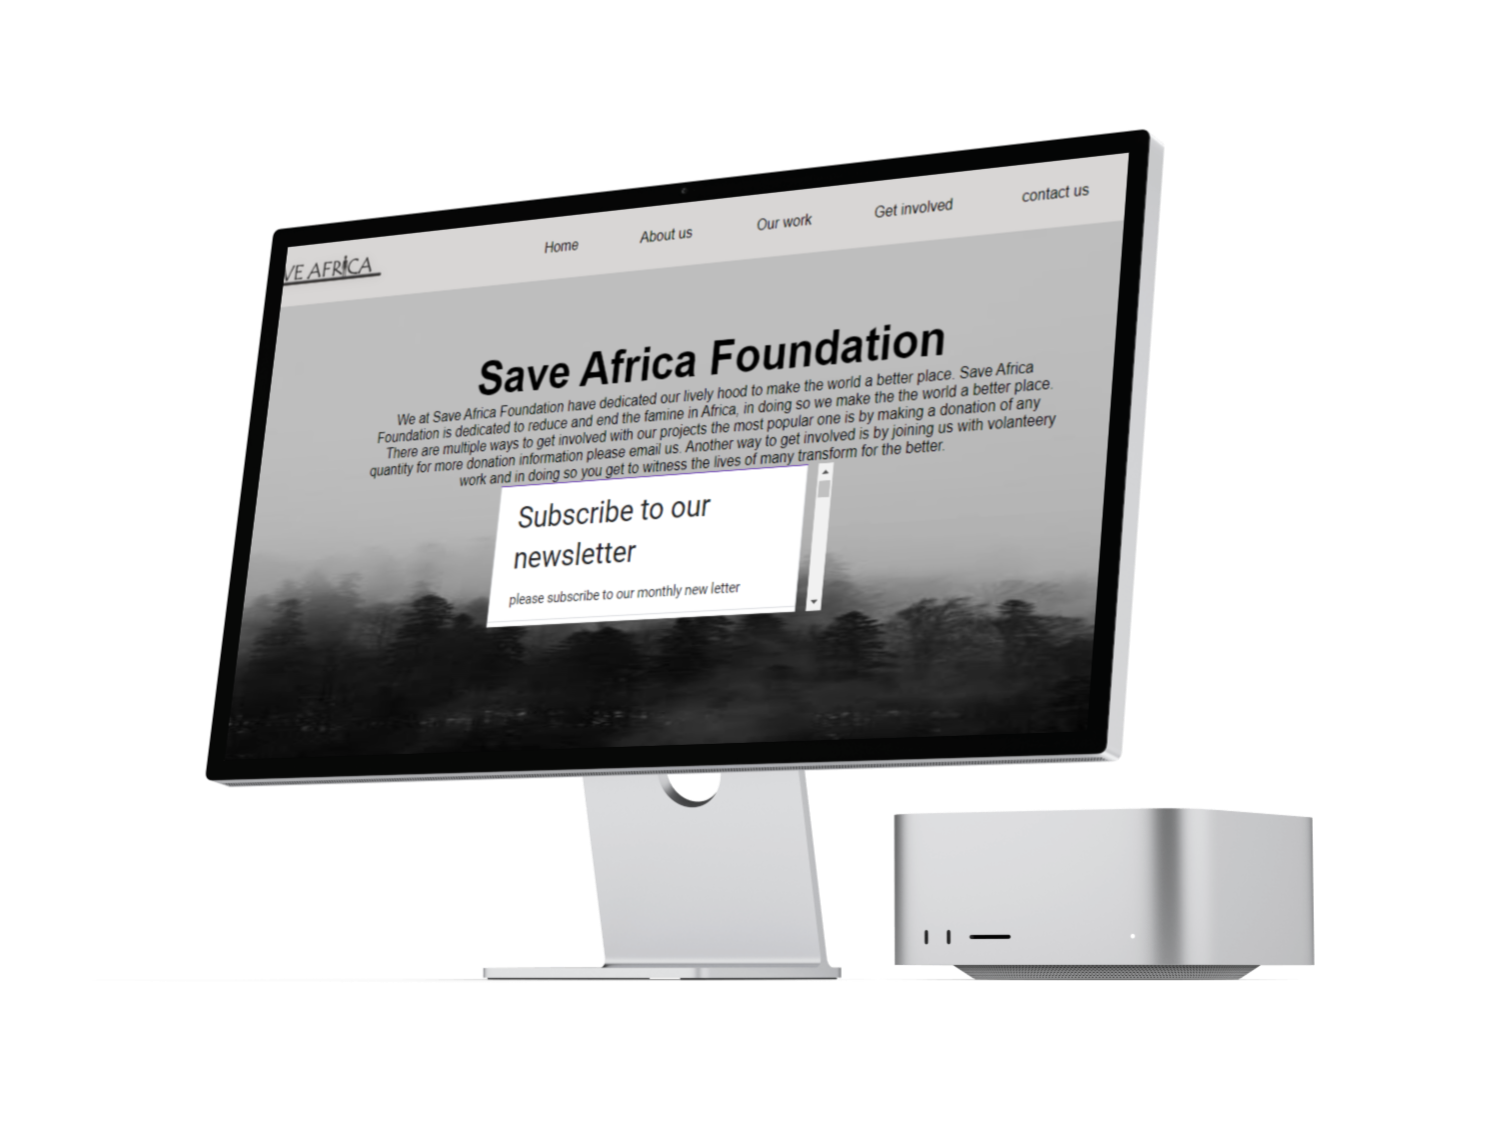 VE AFRICA
Home About us Our work Get involved contact us
Save Africa Foundation
We at Save Africa Foundation have dedicated our lively hood to make the world a better place. Save Africa
Foundation is dedicated to reduce and end the famine in Africa, in doing so we make the the world a better place.
There are multiple ways to get involved with our projects the most popular one is by making a donation of any
quantity for more donation information please email us. Another way to get involved is by joining us with volanteery
work and in doing so you get to witness the lives of many transform for the better.
Subscribe to our
newsletter
please subscribe to our monthly new letter